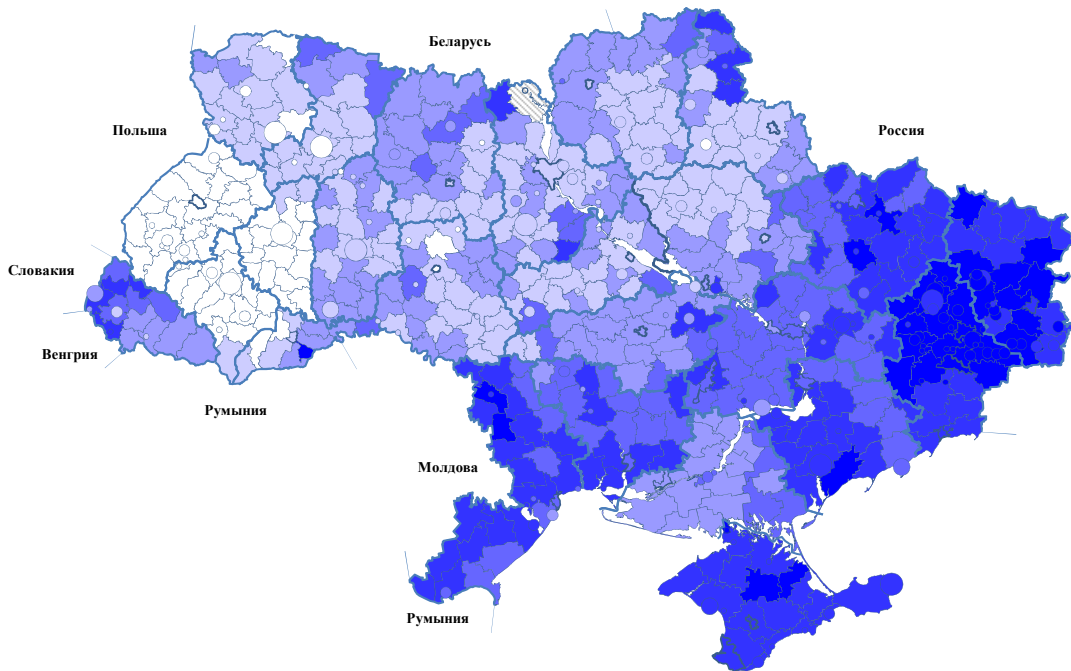 Беларусь
Польша
Россия
Словакия
Венгрия
Румыния
Молдова
Румыния